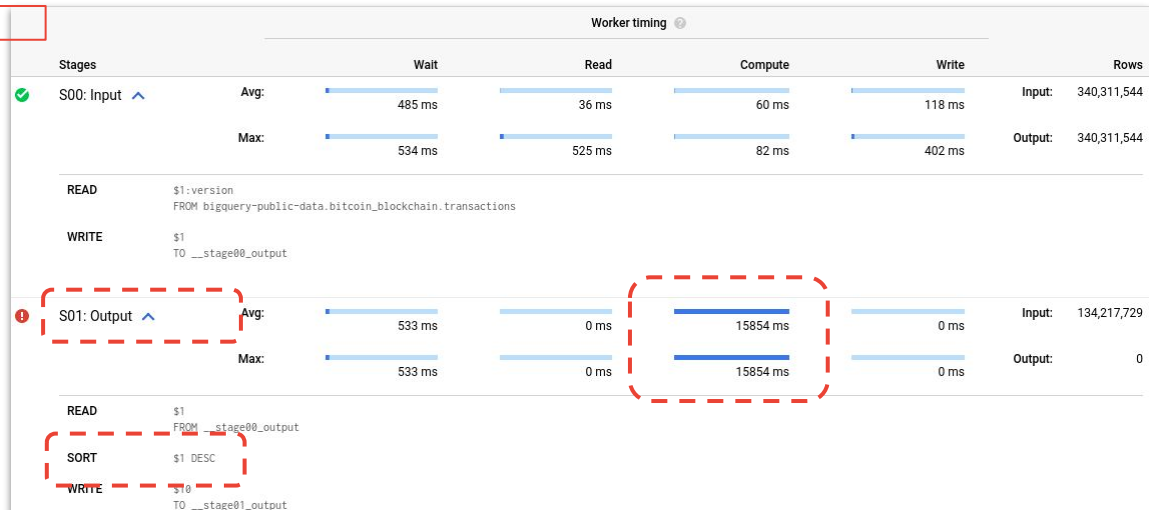 Worker timing
Stages Wait Read Compute Write Rows
S00: Input Avg: 485 ms 36 ms 60 ms 118 ms Input: 340,311,544
Max: 534 ms 525 ms 82 ms 402 ms Output: 340,311,544
READ $1:version
FROM bigquery-public-data.bitcoin_blockchain.transactions
WRITE $1
TO __stage00_output
S01: Output Avg: 533 ms 0 ms 15854 ms 0 ms Input: 134,217,729
Max: 533 ms 0 ms 15854 ms 0 ms Output: 0
READ $1
FROM __stage00_output
SORT $1 DESC
WRITE $10
TO __stage01_output